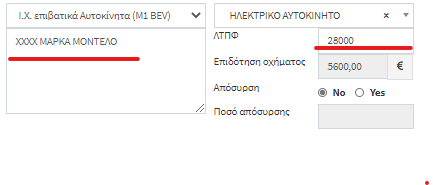 Ι.Χ. επιβατικά Αυτοκίνητα (M1 BEV)
ΗΛΕΚΤΡΙΚΟ ΑΥΤΟΚΙΝΗΤΟ ×
XXXX ΜΑΡΚΑ ΜΟΝΤΕΛΟ
ΛΤΠΦ 28000
Επιδότηση οχήματος 5600,00 €
Απόσυρση No Yes
Ποσό απόσυρσης